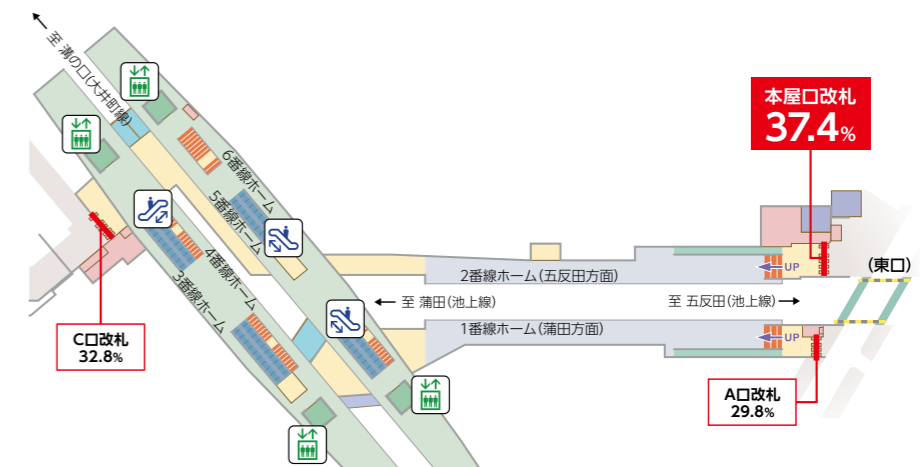 至 溝の口(大井町線)
6番線ホーム
5番線ホーム
4番線ホーム
3番線ホーム
C口改札
32.8%
本屋口改札
37.4%
2番線ホーム(五反田方面)
UP
(東口)
至 蒲田(池上線)
至 五反田(池上線)
1番線ホーム(蒲田方面)
UP
A口改札
29.8%